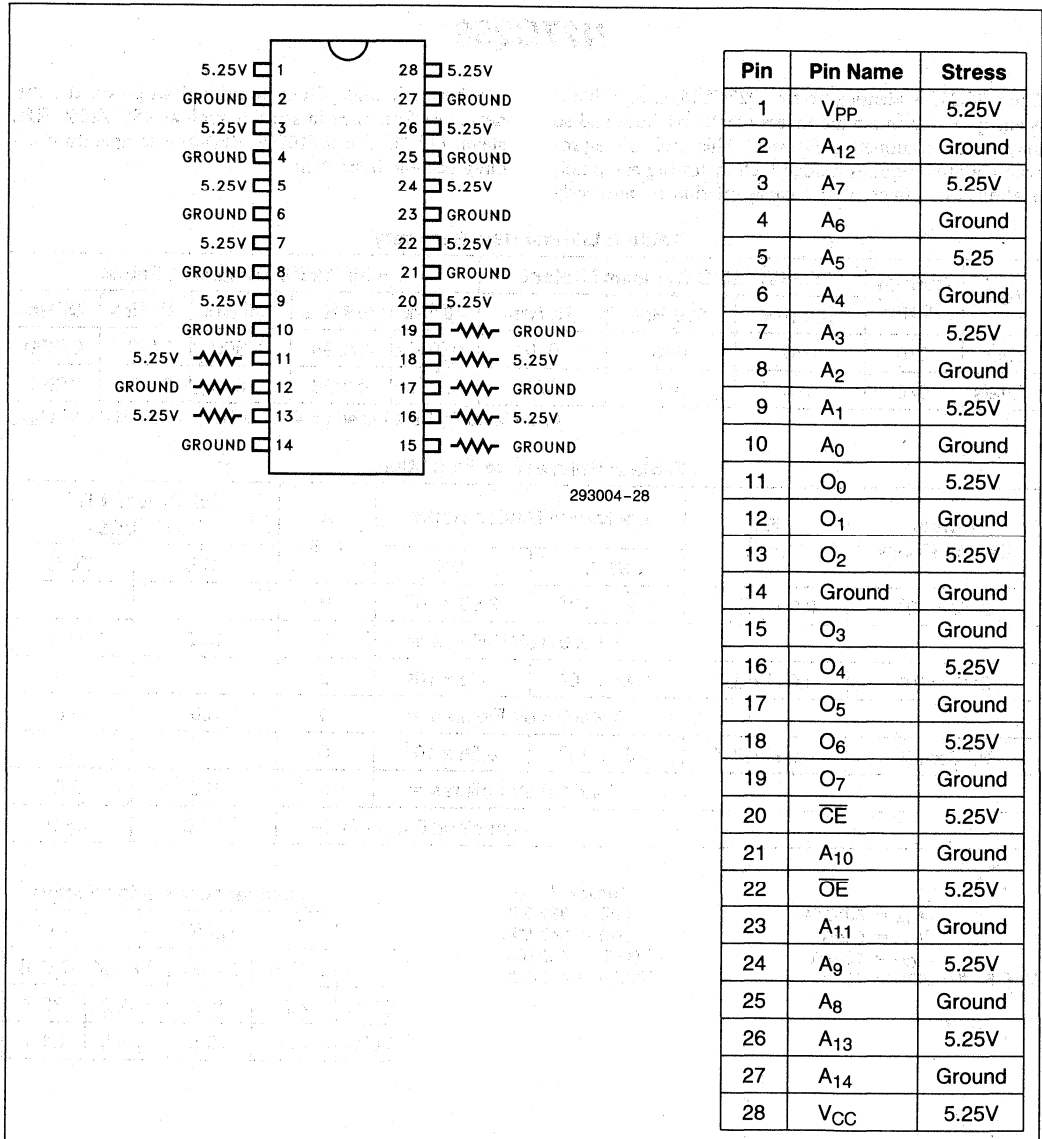 5.25V 1 28 5.25V
GROUND 2 27 GROUND
5.25V 3 26 5.25V
GROUND 4 25 GROUND
5.25V 5 24 5.25V
GROUND 6 23 GROUND
5.25V 7 22 5.25V
GROUND 8 21 GROUND
5.25V 9 20 5.25V
GROUND 10 19 GROUND
5.25V 11 18 5.25V
GROUND 12 17 GROUND
5.25V 13 16 5.25V
GROUND 14 15 GROUND
293004-28
Pin Pin Name Stress
1 VPP 5.25V
2 A12 Ground
3 A7 5.25V
4 A6 Ground
5 A5 5.25
6 A4 Ground
7 A3 5.25V
8 A2 Ground
9 A1 5.25V
10 A0 Ground
11 O0 5.25V
12 O1 Ground
13 O2 5.25V
14 Ground Ground
15 O3 Ground
16 O4 5.25V
17 O5 Ground
18 O6 5.25V
19 O7 Ground
20 C̅E̅ 5.25V
21 A10 Ground
22 O̅E̅ 5.25V
23 A11 Ground
24 A9 5.25V
25 A8 Ground
26 A13 5.25V
27 A14 Ground
28 VCC 5.25V